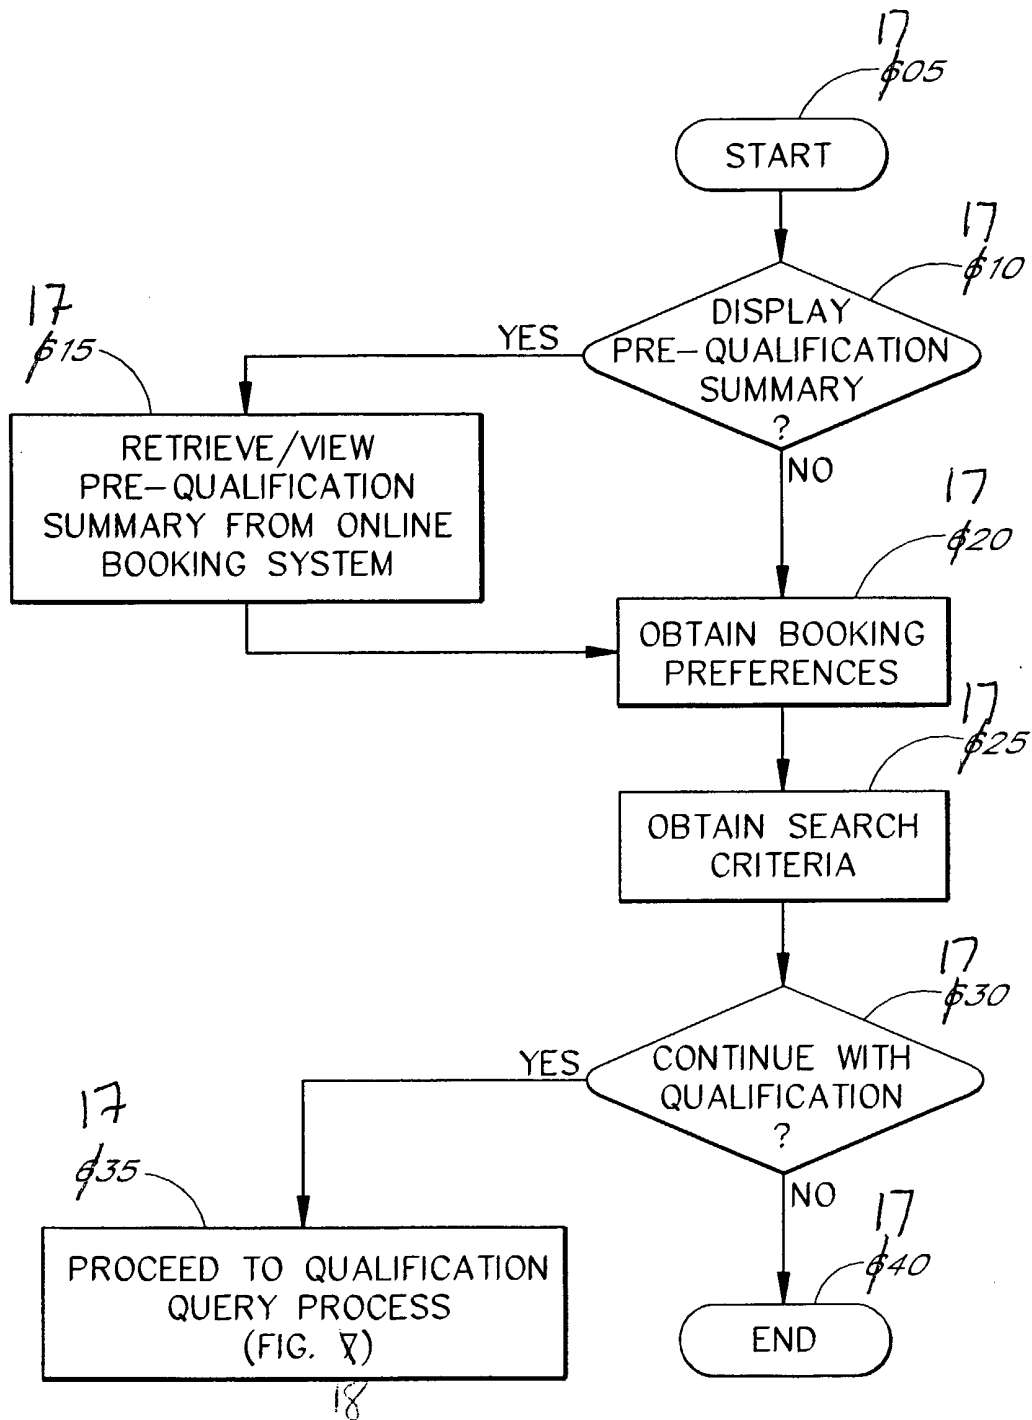 17
605
START
17
610
DISPLAY
PRE-QUALIFICATION
SUMMARY
?
YES
NO
17
615
RETRIEVE/VIEW
PRE-QUALIFICATION
SUMMARY FROM ONLINE
BOOKING SYSTEM
17
620
OBTAIN BOOKING
PREFERENCES
17
625
OBTAIN SEARCH
CRITERIA
17
630
CONTINUE WITH
QUALIFICATION
?
YES
NO
17
635
PROCEED TO QUALIFICATION
QUERY PROCESS
(FIG. 7)
18
17
640
END